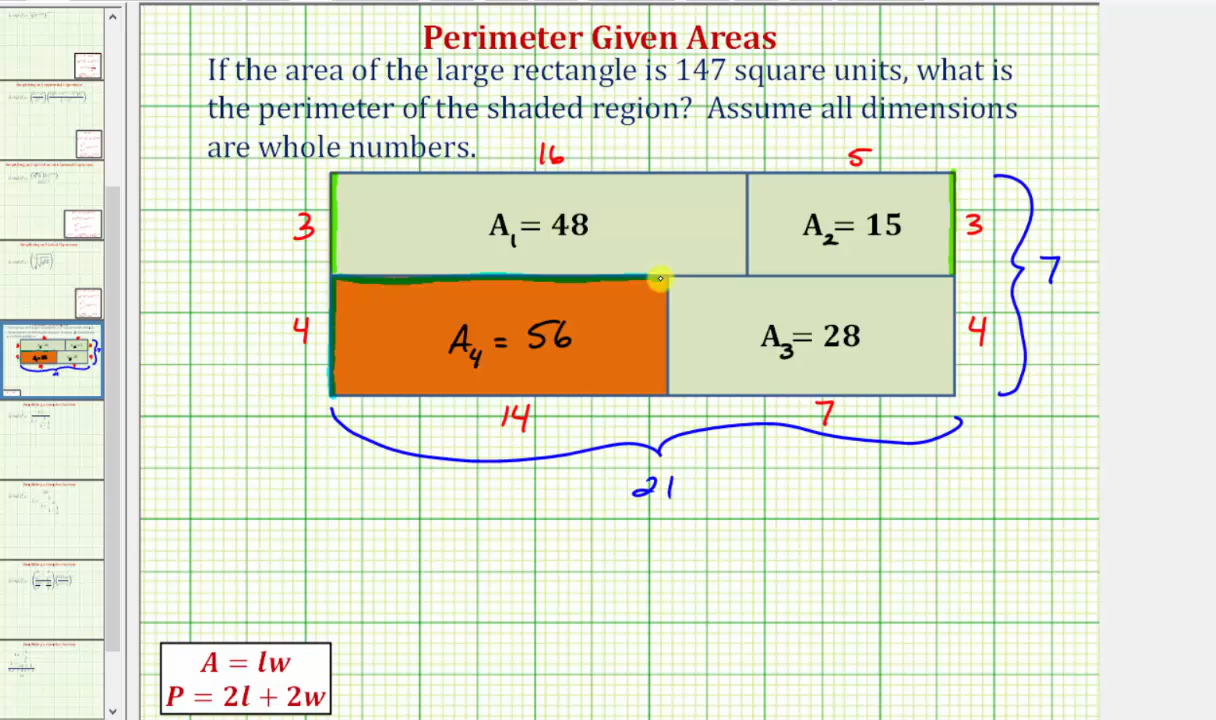 Perimeter Given Areas
If the area of the large rectangle is 147 square units, what is
the perimeter of the shaded region? Assume all dimensions
are whole numbers.
16 5
3 A₁= 48 A₂= 15 3
7
4 A₄ = 56 A₃= 28 4
14 7
21
A = lw
P = 2l + 2w